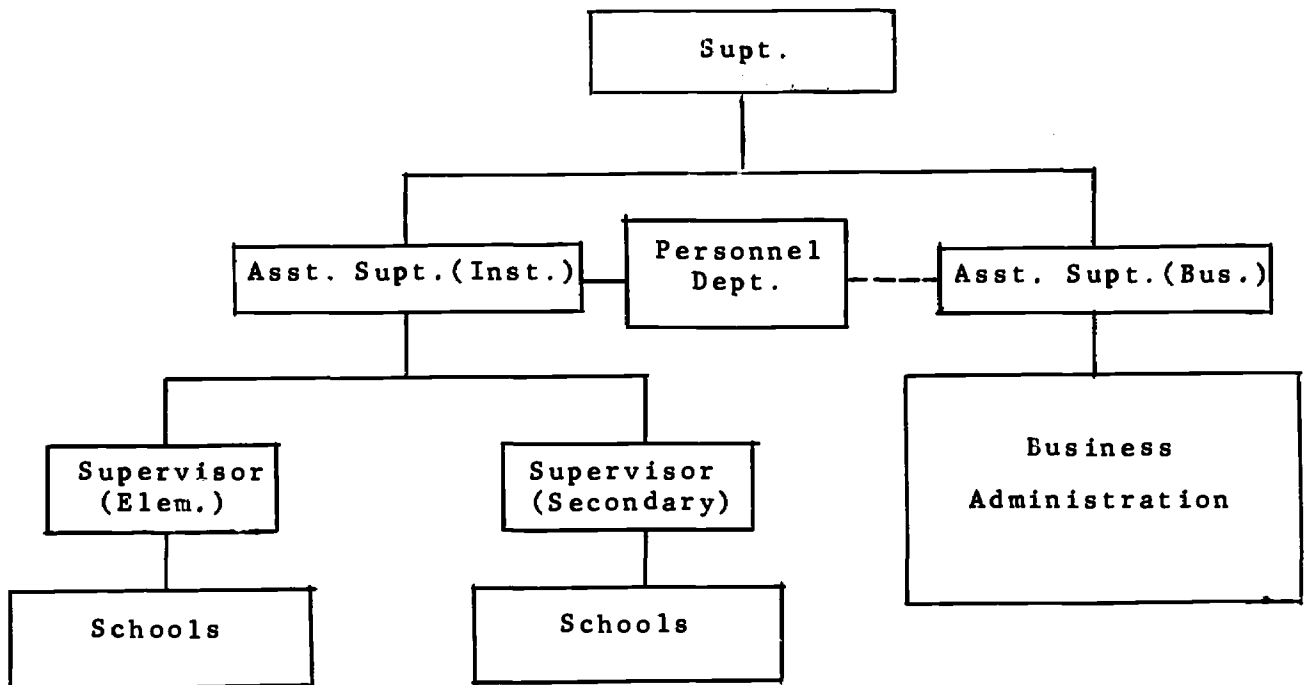 Supt.
Asst. Supt.(Inst.)
Personnel
Dept.
Asst. Supt.(Bus.)
Supervisor
(Elem.)
Supervisor
(Secondary)
Business
Administration
Schools
Schools